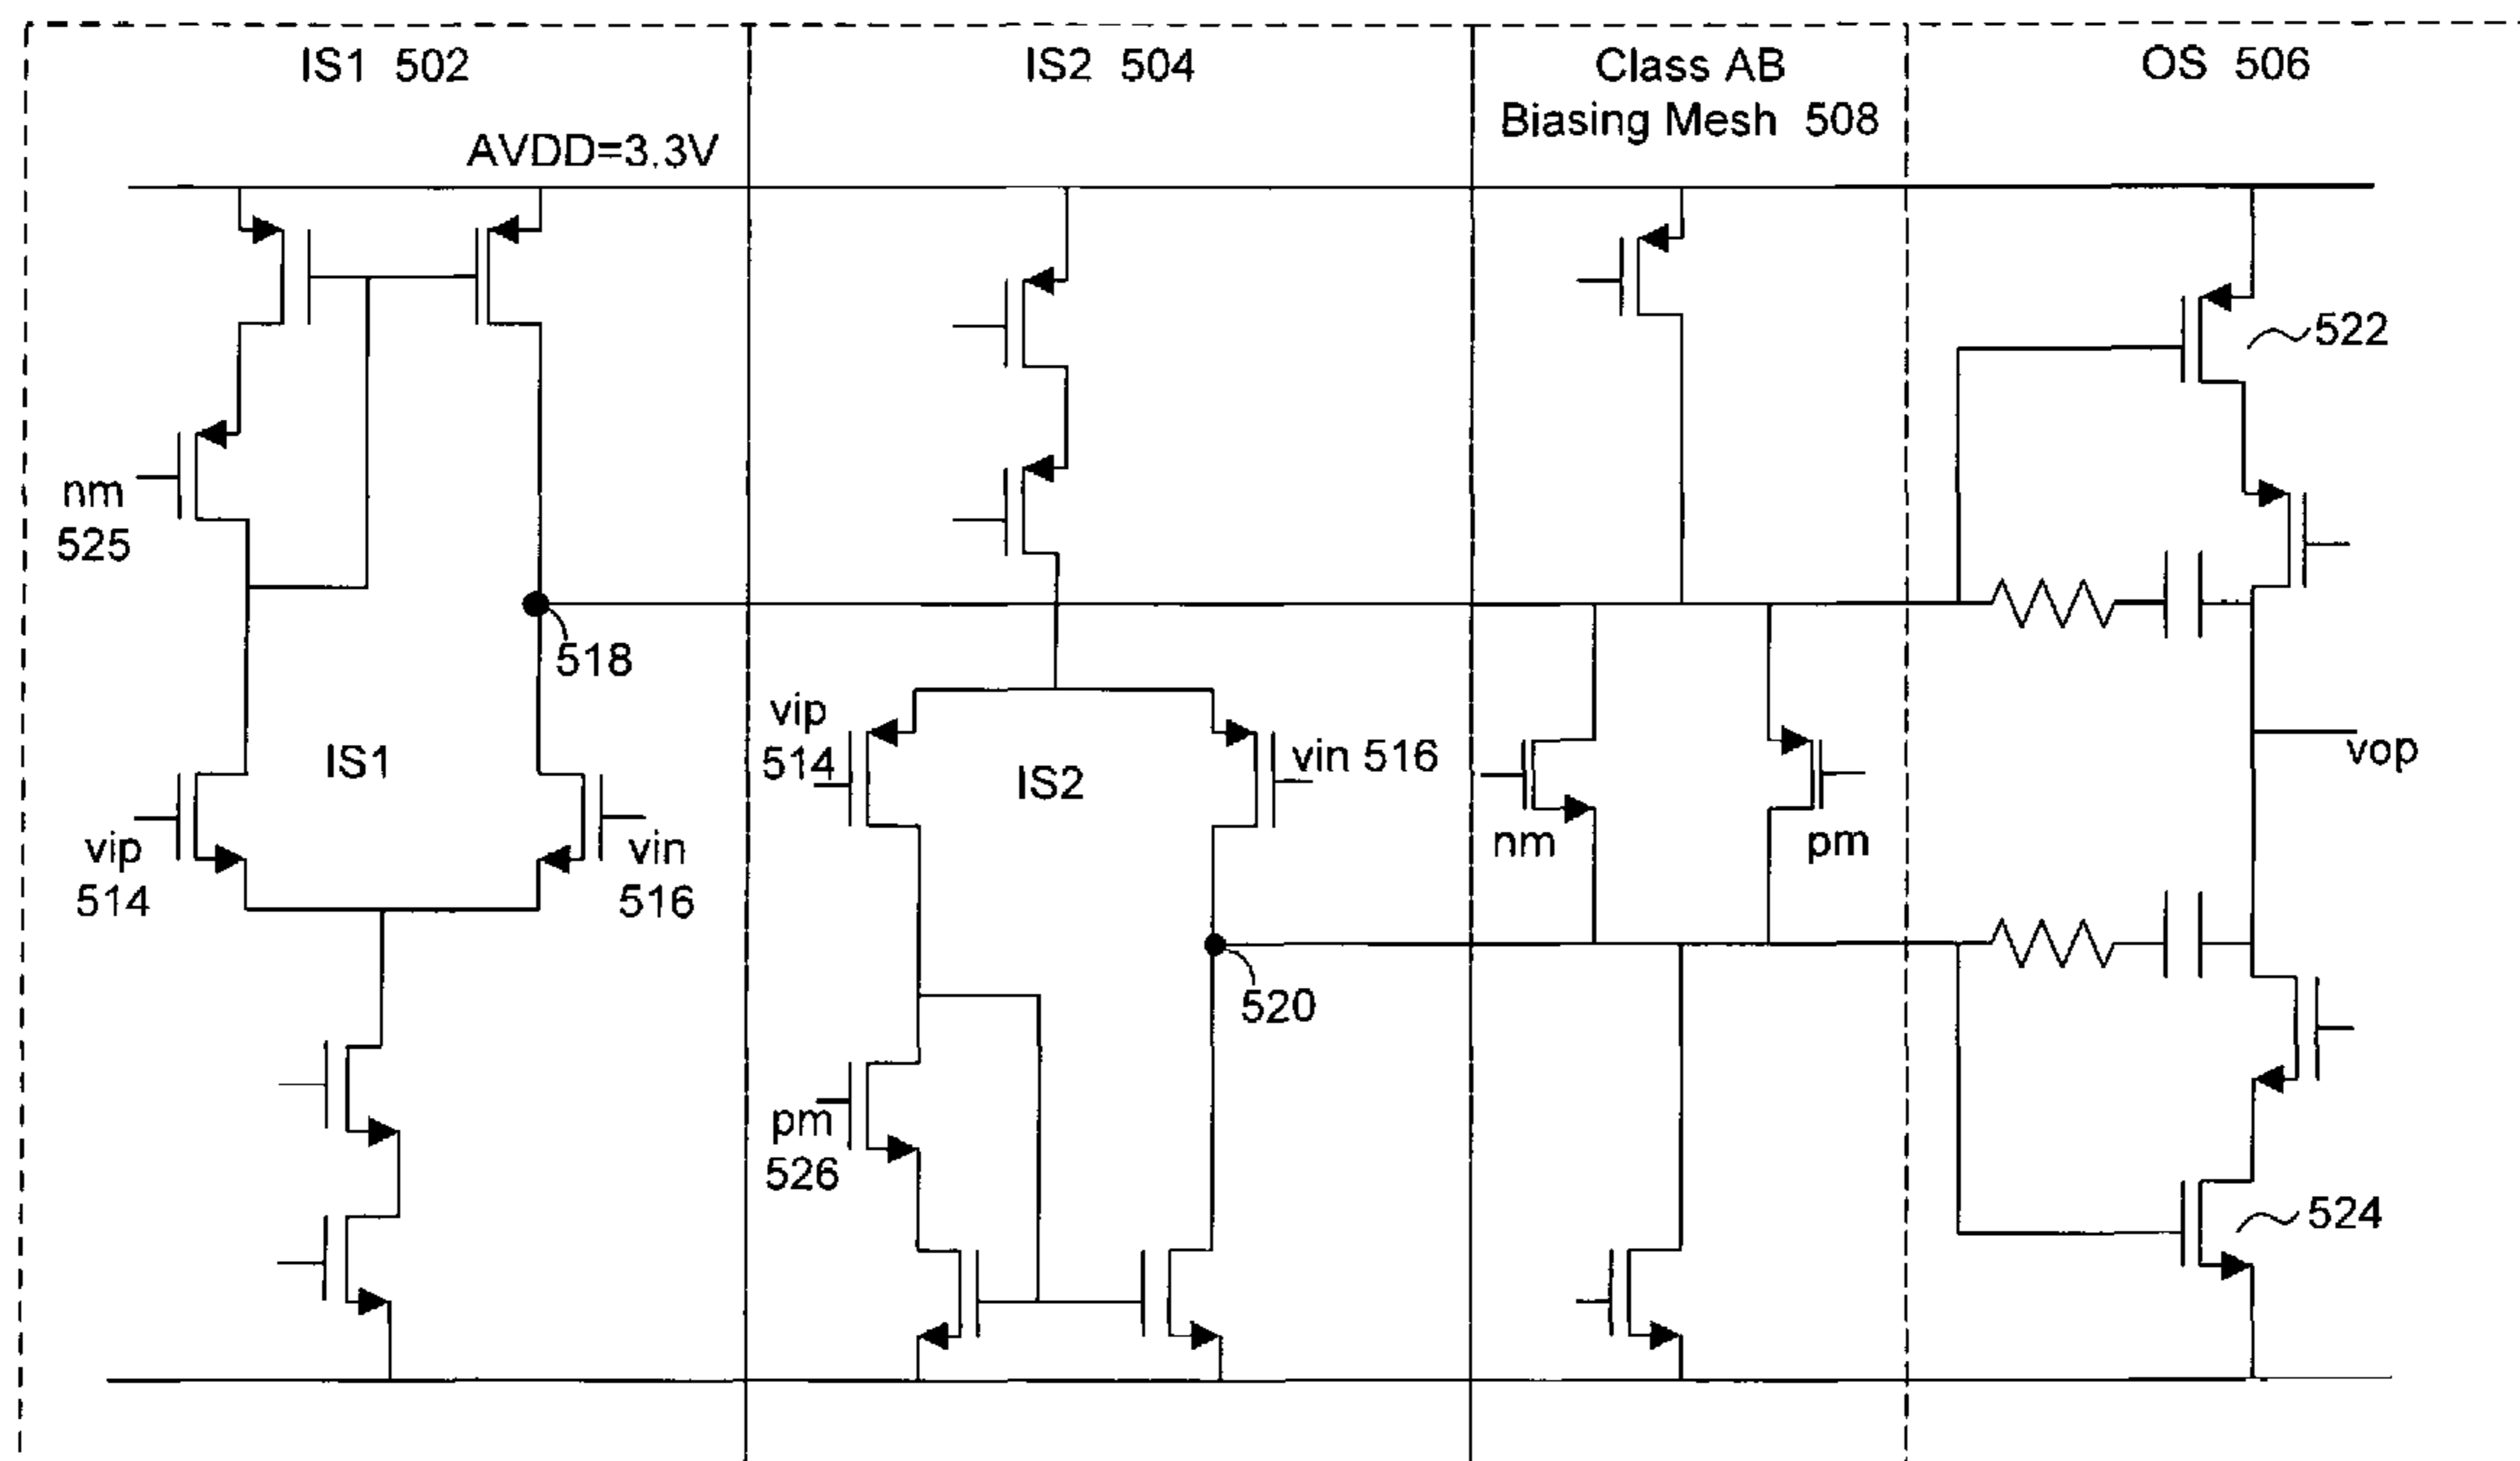 IS1 502
IS2 504
Class AB
Biasing Mesh 508
OS 506
AVDD=3.3V
522
nm
525
518
vip
514
IS1
vip
514
vin
516
IS2
vin 516
nm
pm
vop
520
pm
526
524